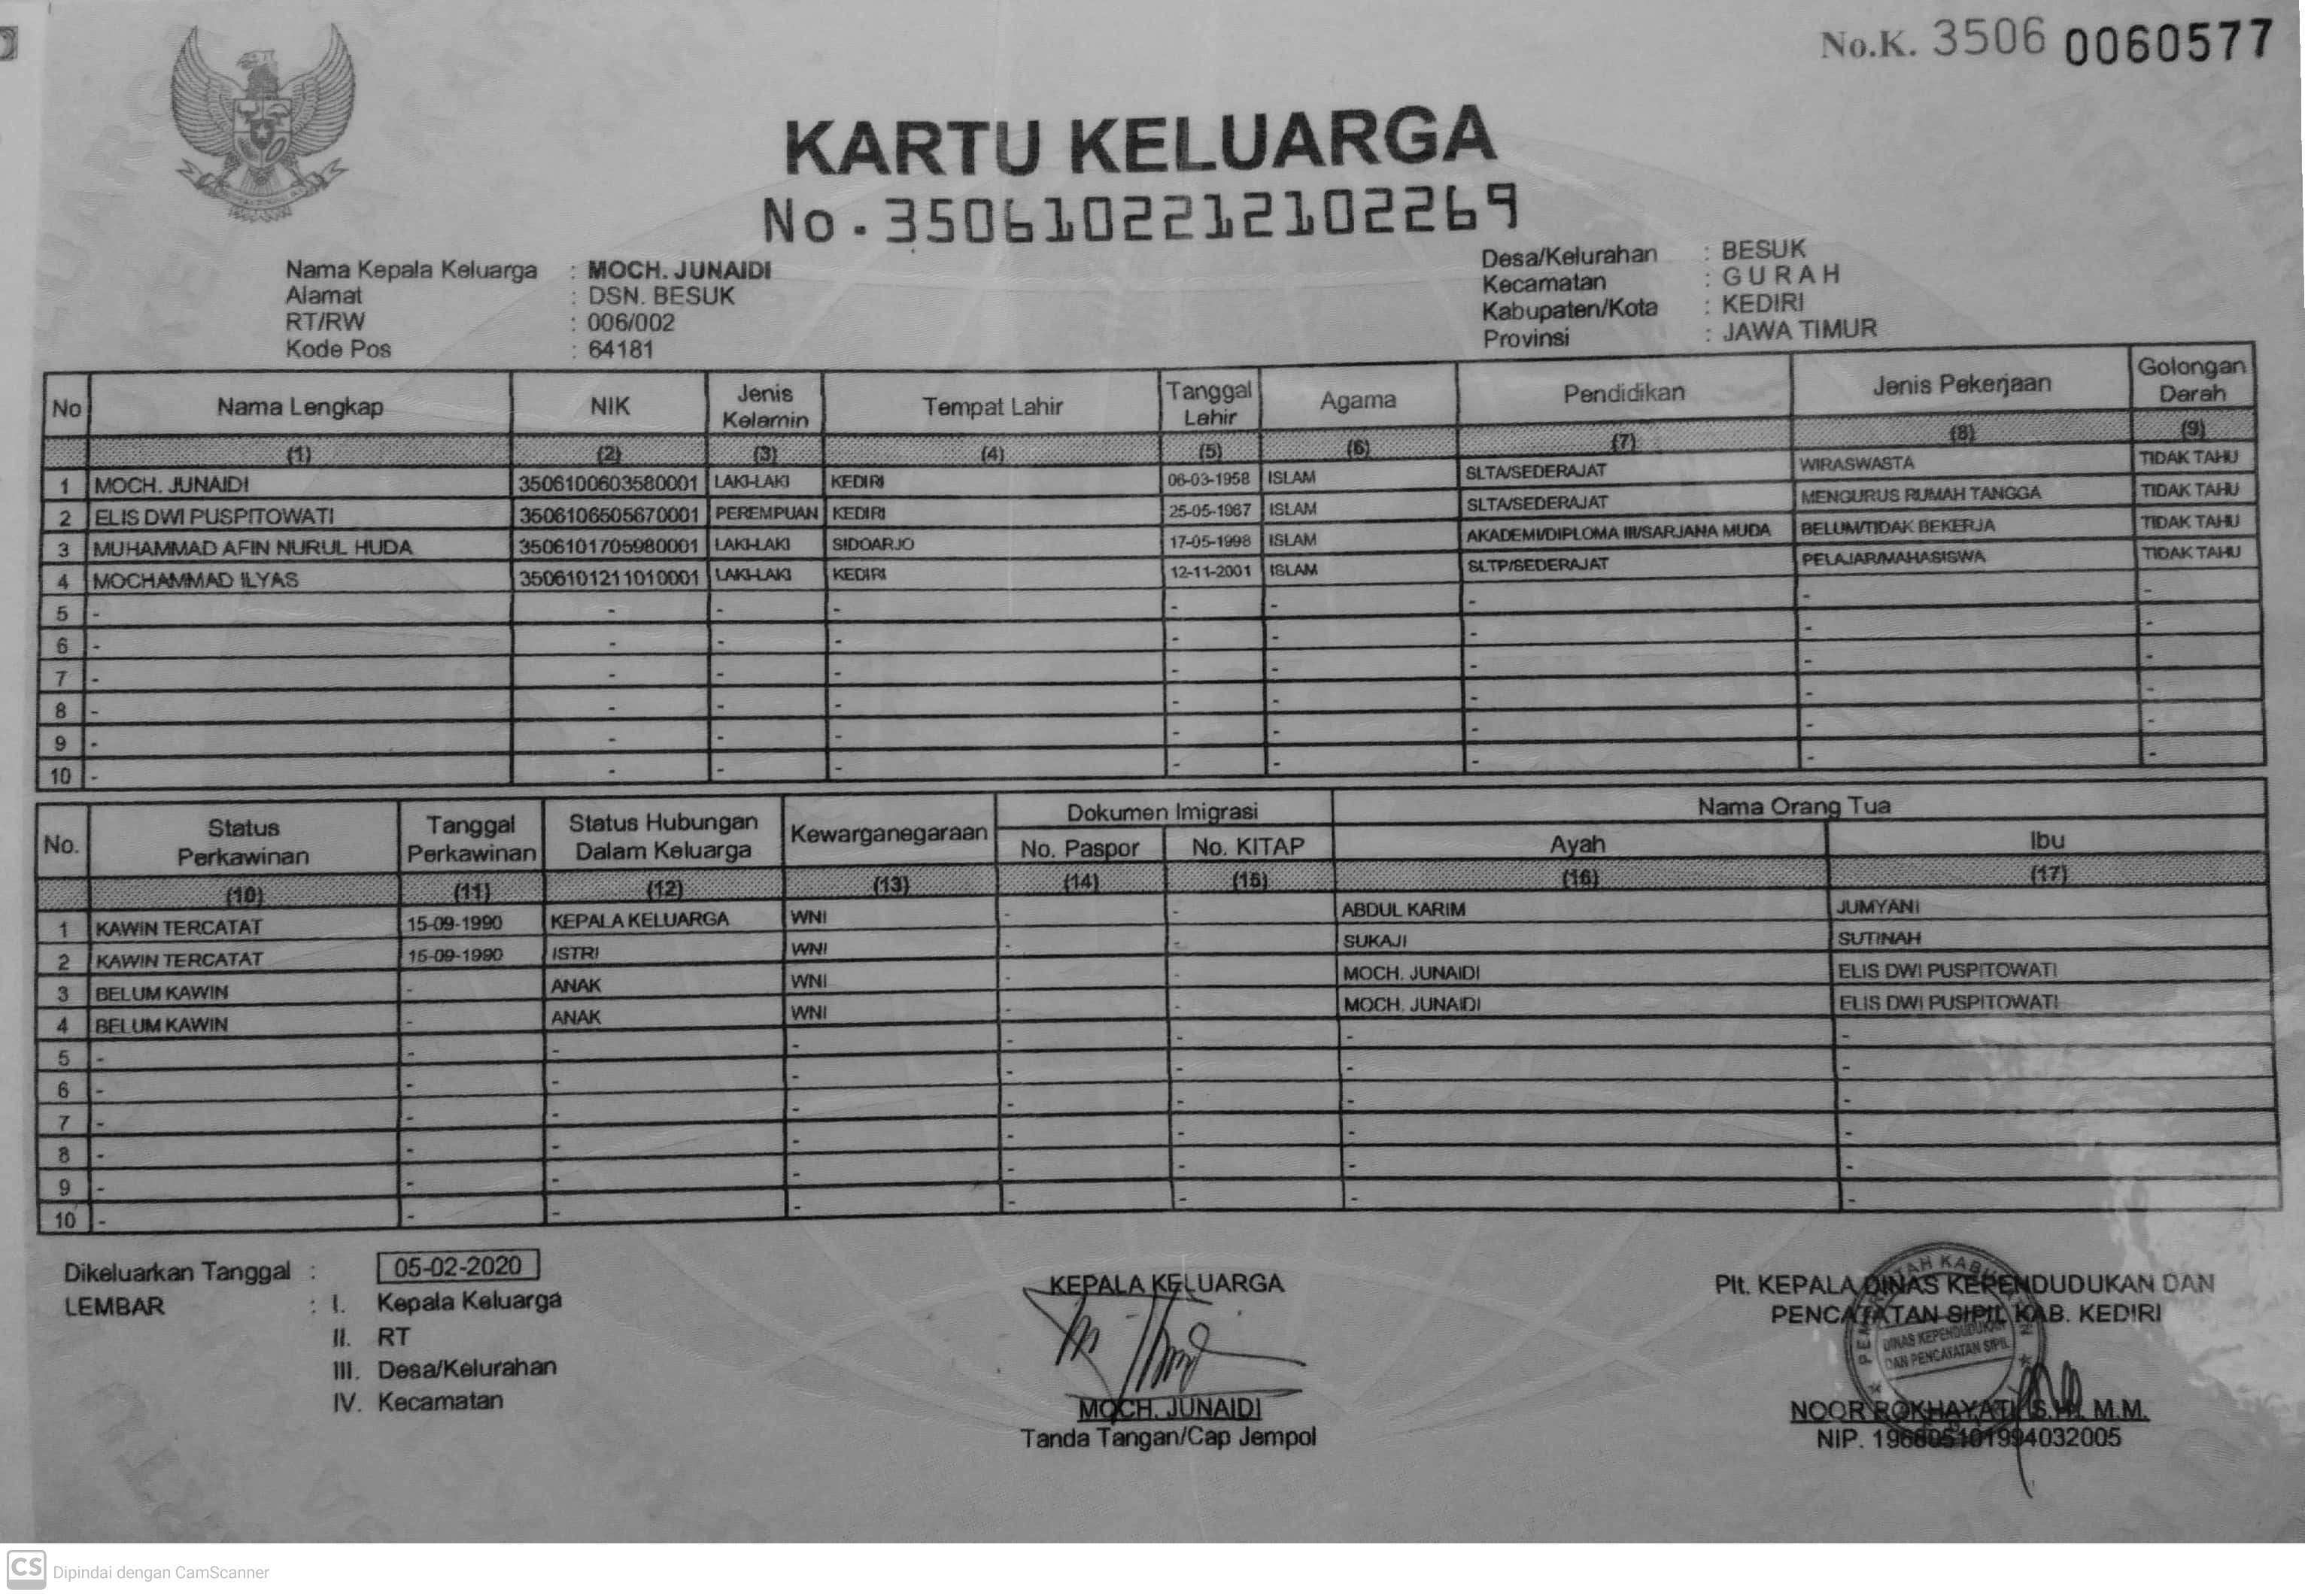 No.K. 3506 0060577
KARTU KELUARGA
No. 3506102212102269
Nama Kepala Keluarga : MOCH. JUNAIDI
Alamat : DSN. BESUK
RT/RW : 006/002
Kode Pos : 64181
Desa/Kelurahan : BESUK
Kecamatan : GURAH
Kabupaten/Kota : KEDIRI
Provinsi : JAWA TIMUR
No Nama Lengkap NIK Jenis Kelamin Tempat Lahir Tanggal Lahir Agama Pendidikan Jenis Pekerjaan Golongan Darah
(1) (2) (3) (4) (5) (6) (7) (8) (9)
1 MOCH. JUNAIDI 3506100603580001 LAKI-LAKI KEDIRI 06-03-1958 ISLAM SLTA/SEDERAJAT WIRASWASTA TIDAK TAHU
2 ELIS DWI PUSPITOWATI 3506106505670001 PEREMPUAN KEDIRI 25-05-1967 ISLAM SLTA/SEDERAJAT MENGURUS RUMAH TANGGA TIDAK TAHU
3 MUHAMMAD AFIN NURUL HUDA 3506101705980001 LAKI-LAKI SIDOARJO 17-05-1998 ISLAM AKADEMI/DIPLOMA III/SARJANA MUDA BELUM/TIDAK BEKERJA TIDAK TAHU
4 MOCHAMMAD ILYAS 3506101211010001 LAKI-LAKI KEDIRI 12-11-2001 ISLAM SLTP/SEDERAJAT PELAJAR/MAHASISWA TIDAK TAHU
5 - - - - - - - - -
6 - - - - - - - - -
7 - - - - - - - - -
8 - - - - - - - - -
9 - - - - - - - - -
10 - - - - - - - - -
No. Status Perkawinan Tanggal Perkawinan Status Hubungan Dalam Keluarga Kewarganegaraan Dokumen Imigrasi Nama Orang Tua
No. Paspor No. KITAP Ayah Ibu
(10) (11) (12) (13) (14) (15) (16) (17)
1 KAWIN TERCATAT 15-09-1990 KEPALA KELUARGA WNI - - ABDUL KARIM JUMYANI
2 KAWIN TERCATAT 15-09-1990 ISTRI WNI - - SUKAJI SUTINAH
3 BELUM KAWIN - ANAK WNI - - MOCH. JUNAIDI ELIS DWI PUSPITOWATI
4 BELUM KAWIN - ANAK WNI - - MOCH. JUNAIDI ELIS DWI PUSPITOWATI
5 - - - - - - - -
6 - - - - - - - -
7 - - - - - - - -
8 - - - - - - - -
9 - - - - - - - -
10 - - - - - - - -
Dikeluarkan Tanggal : 05-02-2020
LEMBAR : I. Kepala Keluarga
II. RT
III. Desa/Kelurahan
IV. Kecamatan
KEPALA KELUARGA
MOCH. JUNAIDI
Tanda Tangan/Cap Jempol
Plt. KEPALA DINAS KEPENDUDUKAN DAN
PENCATATAN SIPIL KAB. KEDIRI
DINAS KEPENDUDUKAN
DAN PENCATATAN SIPIL
NOOR ROKHAYATI, S.H. M.M.
NIP. 196805101994032005
CS Dipindai dengan CamScanner